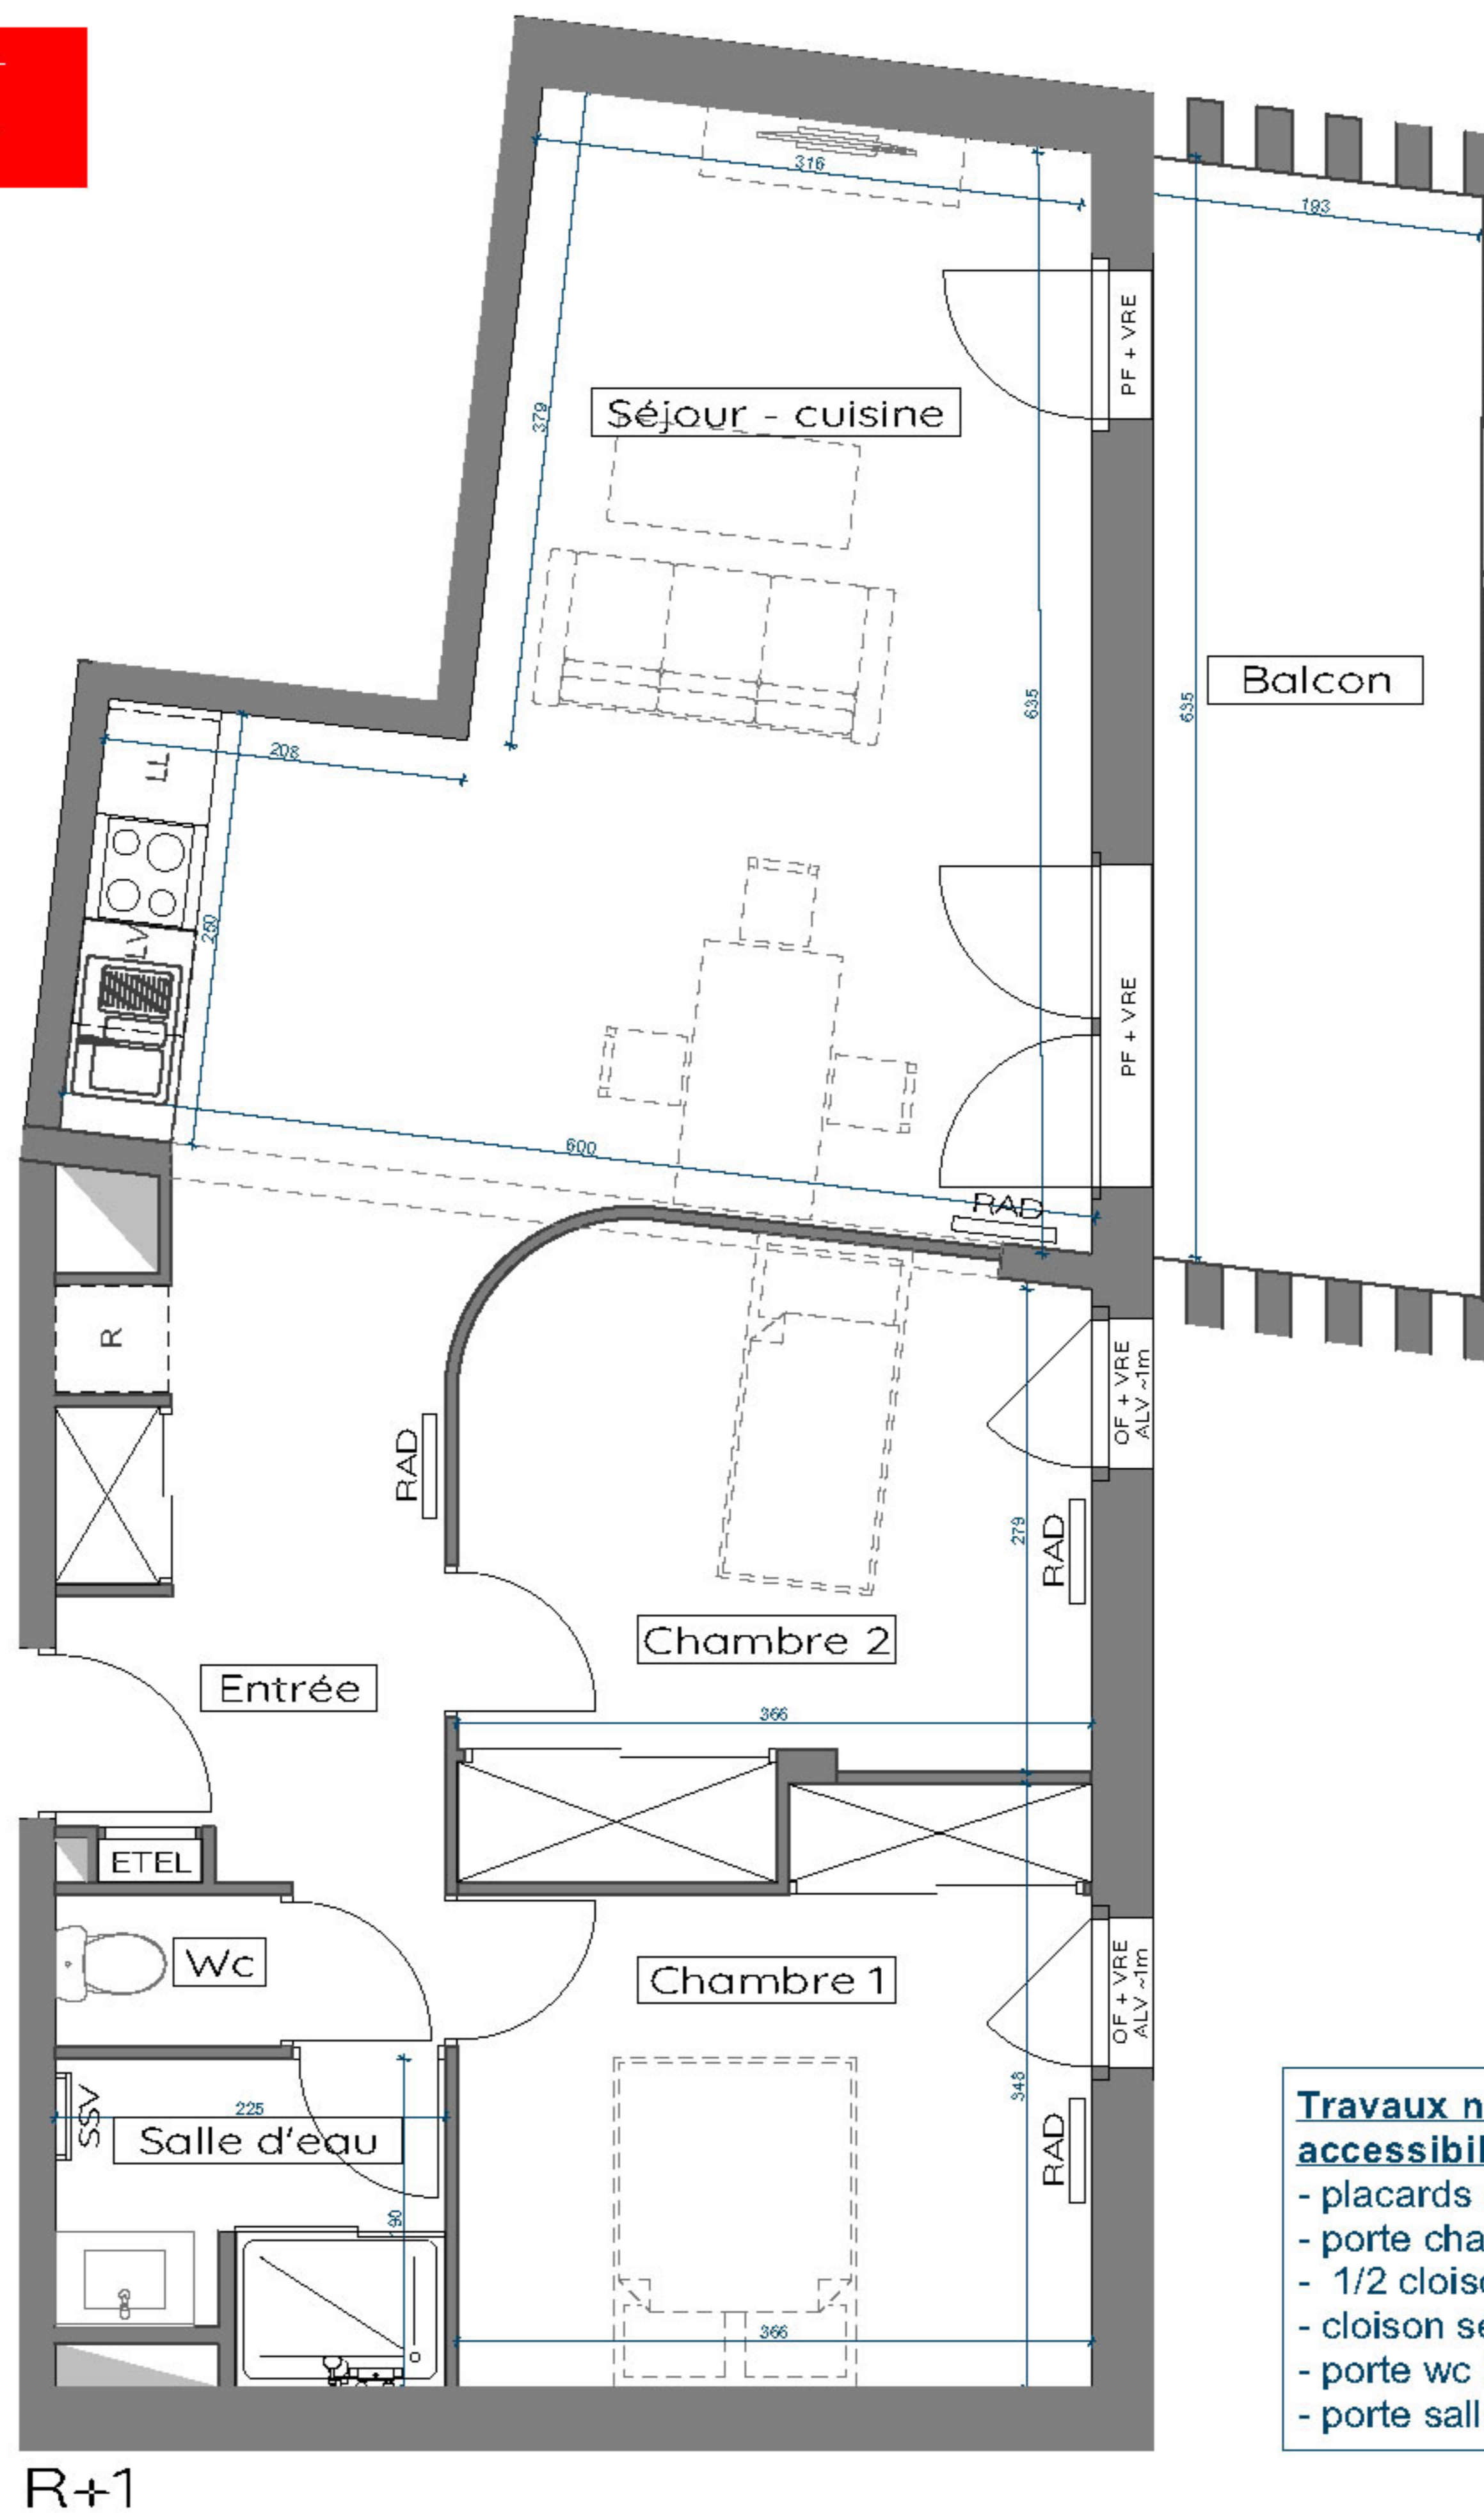 316
193
PF + VRE
Séjour - cuisine
379
635
635
Balcon
208
LL
250
LV
PF + VRE
600
RAD
R
OF + VRE
ALV ~1m
RAD
279
RAD
Chambre 2
Entrée
366
ETEL
Wc
Chambre 1
OF + VRE
ALV ~1m
348
RAD
SSV
225
Salle d'eau
190
366
Travaux n
accessibil
- placards
- porte cha
- 1/2 cloiso
- cloison sé
- porte wc
- porte sall
R+1